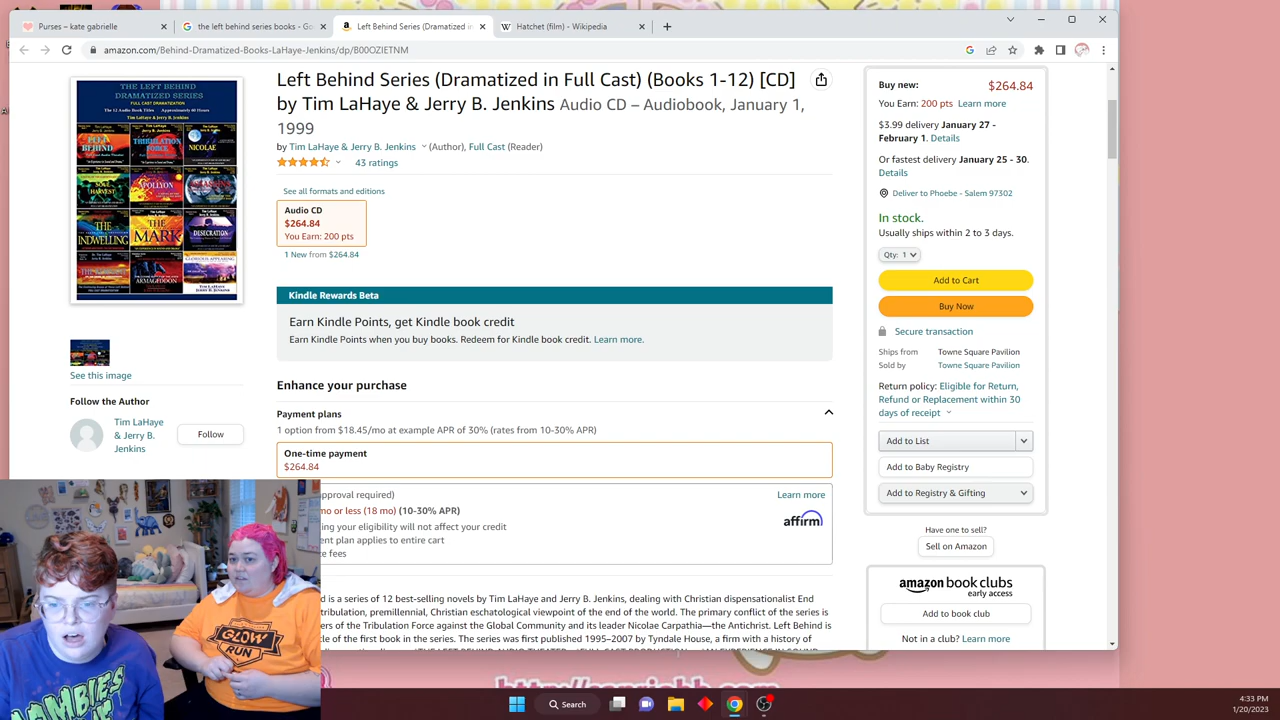 Purses – kate gabrielle
the left behind series books - Go
Left Behind Series (Dramatized in
Hatchet (film) - Wikipedia
amazon.com/Behind-Dramatized-Books-LaHaye-Jenkins/dp/B00OZIETNM
THE LEFT BEHIND
DRAMATIZED SERIES
FULL CAST DRAMATIZATION
NICOLAE
APOLLYON
THE INDWELLING
THE MARK
DESECRATION
ARMAGEDDON
See this image
Follow the Author
Tim LaHaye
& Jerry B.
Jenkins
Follow
Left Behind Series (Dramatized in Full Cast) (Books 1-12) [CD]
by Tim LaHaye & Jerry B. Jenkins Audio CD – Audiobook, January 1,
1999
by Tim LaHaye & Jerry B. Jenkins (Author), Full Cast (Reader)
43 ratings
See all formats and editions
Audio CD
$264.84
You Earn: 200 pts
1 New from $264.84
Kindle Rewards Beta
Earn Kindle Points, get Kindle book credit
Earn Kindle Points when you buy books. Redeem for Kindle book credit. Learn more.
Enhance your purchase
Payment plans
1 option from $18.45/mo at example APR of 30% (rates from 10-30% APR)
One-time payment
$264.84
approval required)
Learn more
mo or less (18 mo) (10-30% APR)
affirm
ing your eligibility will not affect your credit
ent plan applies to entire cart
e fees
d is a series of 12 best-selling novels by Tim LaHaye and Jerry B. Jenkins, dealing with Christian dispensationalist End
tribulation, premillennial, Christian eschatological viewpoint of the end of the world. The primary conflict of the series is
ers of the Tribulation Force against the Global Community and its leader Nicolae Carpathia—the Antichrist. Left Behind is
le of the first book in the series. The series was first published 1995–2007 by Tyndale House, a firm with a history of
Buy new: $264.84
You Earn: 200 pts Learn more
$3.99 delivery January 27 -
February 1. Details
Or fastest delivery January 25 - 30.
Details
Deliver to Phoebe - Salem 97302
In stock.
Usually ships within 2 to 3 days.
Qty: 1
Add to Cart
Buy Now
Secure transaction
Ships from Towne Square Pavilion
Sold by Towne Square Pavilion
Return policy: Eligible for Return,
Refund or Replacement within 30
days of receipt
Add to List
Add to Baby Registry
Add to Registry & Gifting
Have one to sell?
Sell on Amazon
amazon book clubs
early access
Add to book club
Not in a club? Learn more
GLOW
RUN
ZOMBIES
Search
4:33 PM
1/20/2023